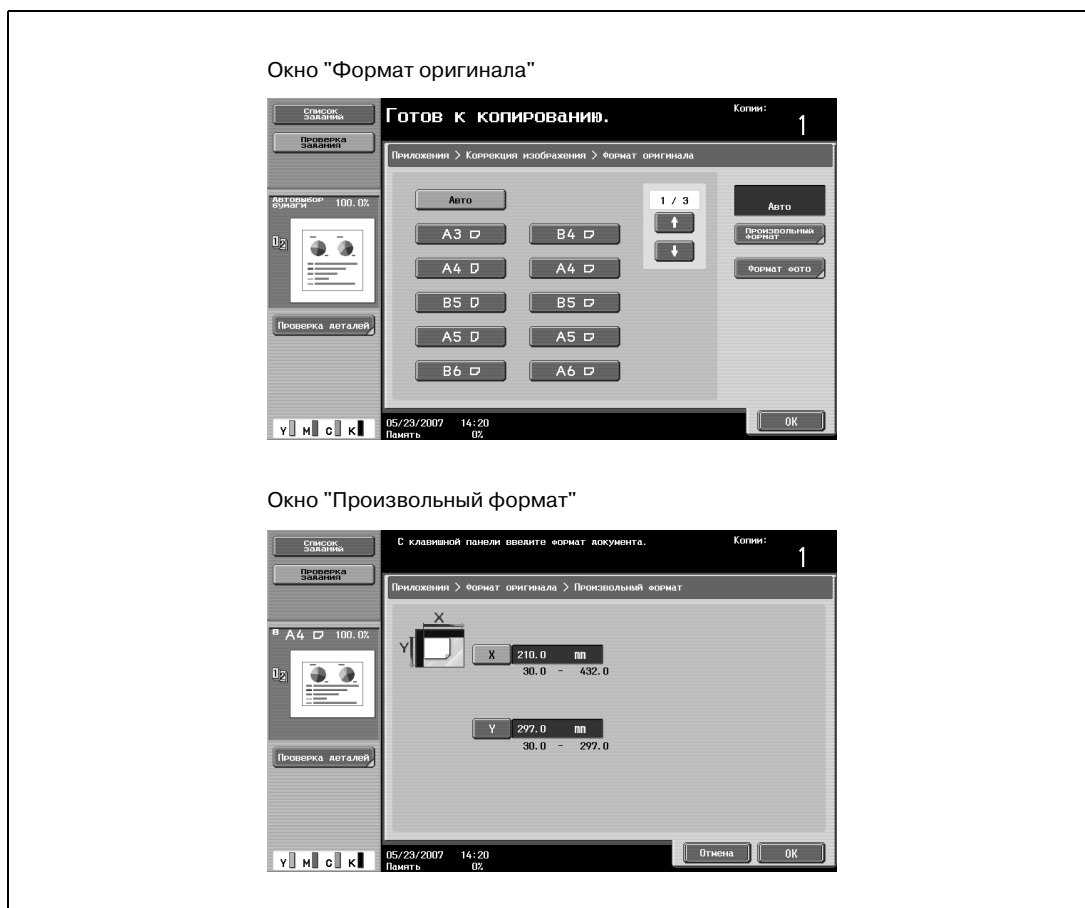 Окно "Формат оригинала"
Список
заданий
Готов к копированию.
Копии:
1
Проверка
задания
Приложения > Коррекция изображения > Формат оригинала
Автовыбор
бумаги
100.0%
Авто
1 / 3
Авто
A3
B4
Произвольный
формат
A4
A4
Формат фото
B5
B5
Проверка деталей
A5
A5
B6
A6
OK
Y M C K
05/23/2007 14:20
Память 0%
Окно "Произвольный формат"
Список
заданий
С клавишной панели введите формат документа.
Копии:
1
Проверка
задания
Приложения > Формат оригинала > Произвольный формат
A4 100.0%
X
Y
X 210.0 mm
30.0 - 432.0
Y 297.0 mm
30.0 - 297.0
Проверка деталей
Отмена OK
Y M C K
05/23/2007 14:20
Память 0%